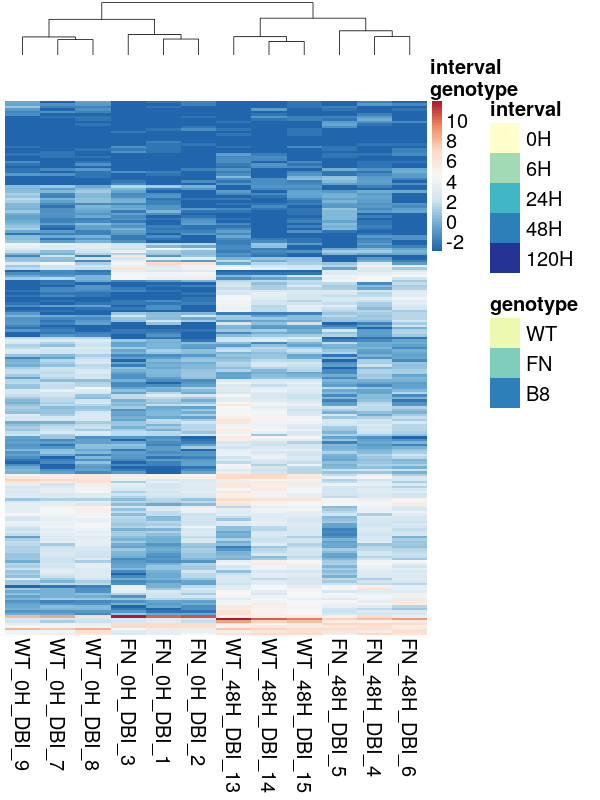 interval
genotype
10
8
6
4
2
0
-2
interval
0H
6H
24H
48H
120H
genotype
WT
FN
B8
WT_0H_DBI_9
WT_0H_DBI_7
WT_0H_DBI_8
FN_0H_DBI_3
FN_0H_DBI_1
FN_0H_DBI_2
WT_48H_DBI_13
WT_48H_DBI_14
WT_48H_DBI_15
FN_48H_DBI_5
FN_48H_DBI_4
FN_48H_DBI_6